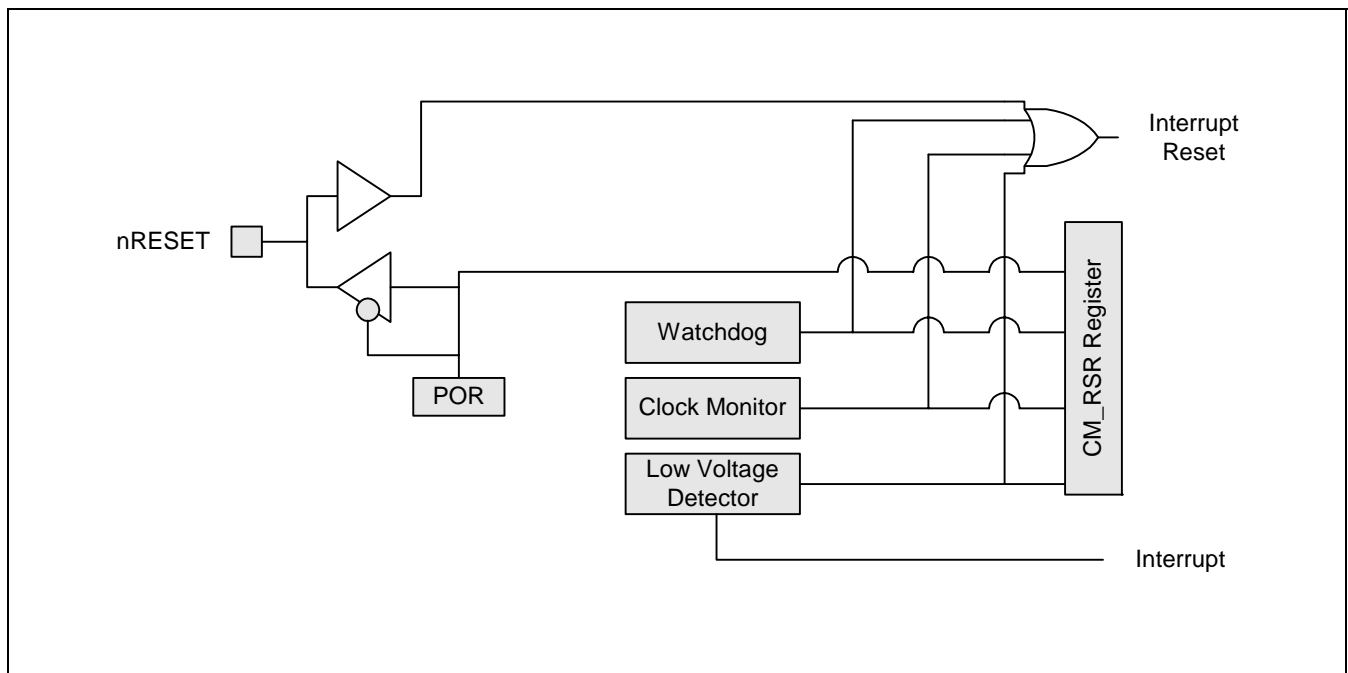 Interrupt
Reset
nRESET
Watchdog
POR
Clock Monitor
CM_RSR Register
Low Voltage
Detector
Interrupt